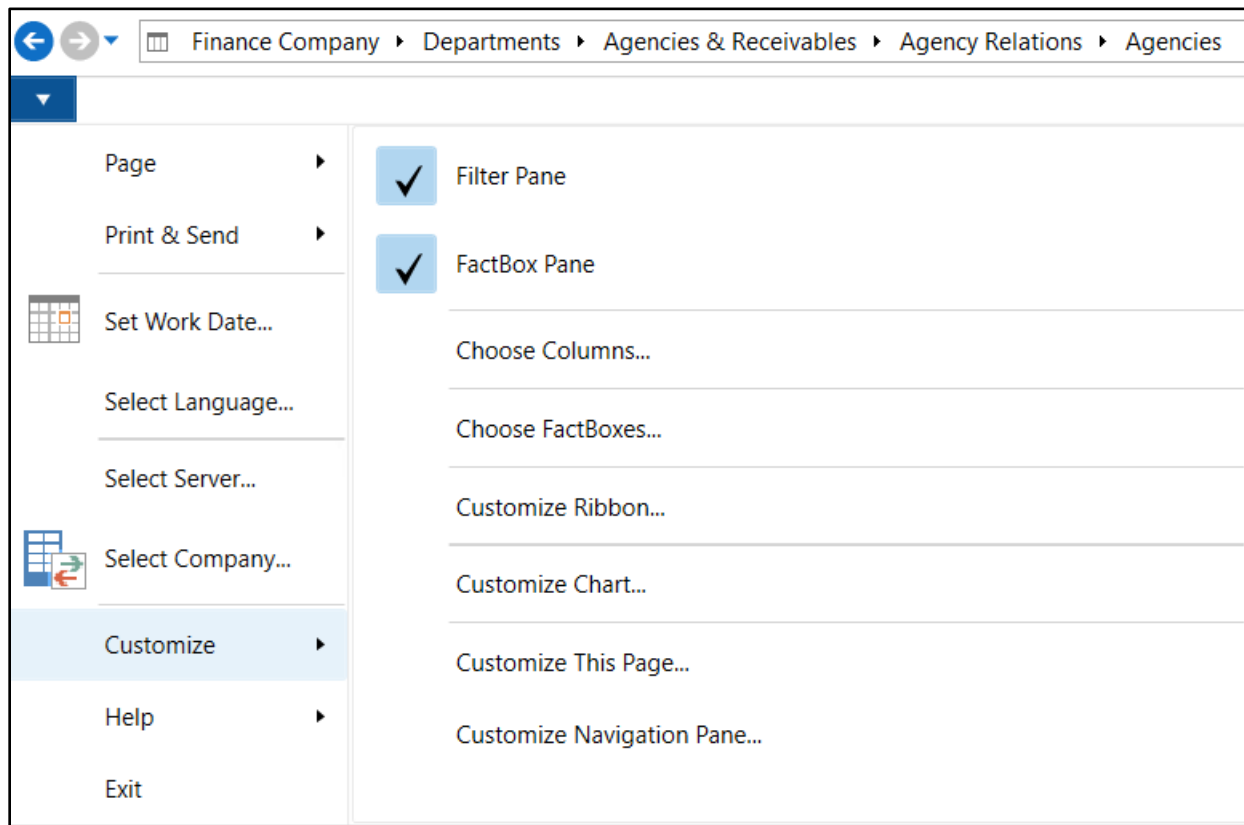 Finance Company Departments Agencies & Receivables Agency Relations Agencies
Page
Print & Send
Set Work Date...
Select Language...
Select Server...
Select Company...
Customize
Help
Exit
Filter Pane
FactBox Pane
Choose Columns...
Choose FactBoxes...
Customize Ribbon...
Customize Chart...
Customize This Page...
Customize Navigation Pane...